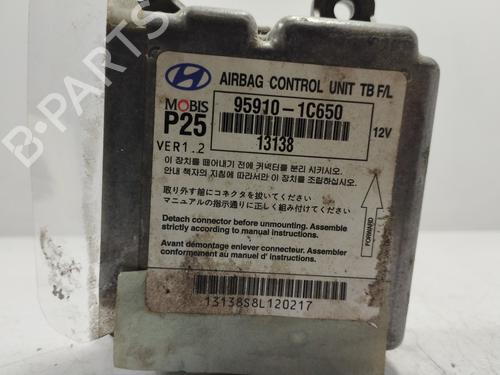 AIRBAG CONTROL UNIT TB F/L
MOBIS
P25
VER1..2
95910-1C650
13138
12V
이 장치를 떼어내기 전에 커넥터를 분리 시키시오.
안내 책자의 지침에 따라서만 이 장치를 조립하십시오.
取り外す前にコネクタを抜いてください
マニュアルの指示通りに正しく組み付けてください
FORWARD
Detach connector before unmounting. Assemble
strictly according to manual instructions.
Avant démontage enlever connecteur. Assembler
conformement au manuel d' instructions.
13138S8L120217
B-PARTS